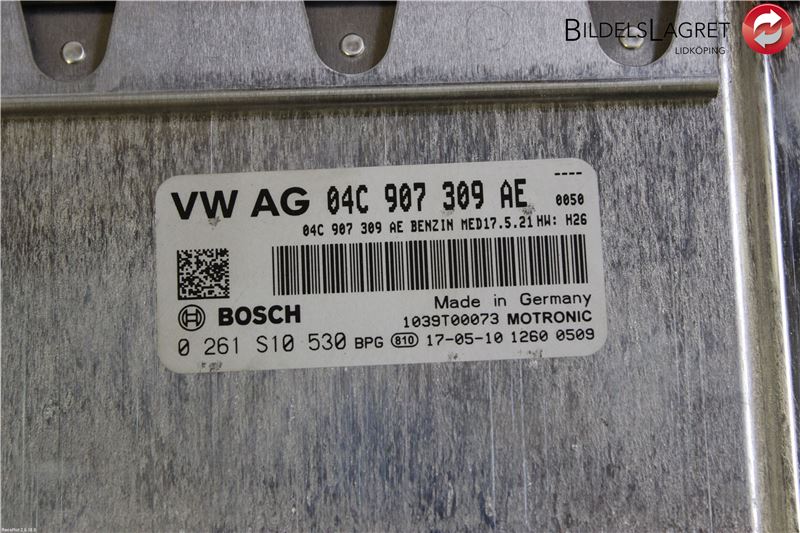 BILDELSLAGRET
LIDKÖPING
----
VW AG 04C 907 309 AE 0050
04C 907 309 AE BENZIN MED17.5.21 HW: H26
Made in Germany
BOSCH 1039T00073 MOTRONIC
0 261 S10 530 BPG 810 17-05-10 1260 0509